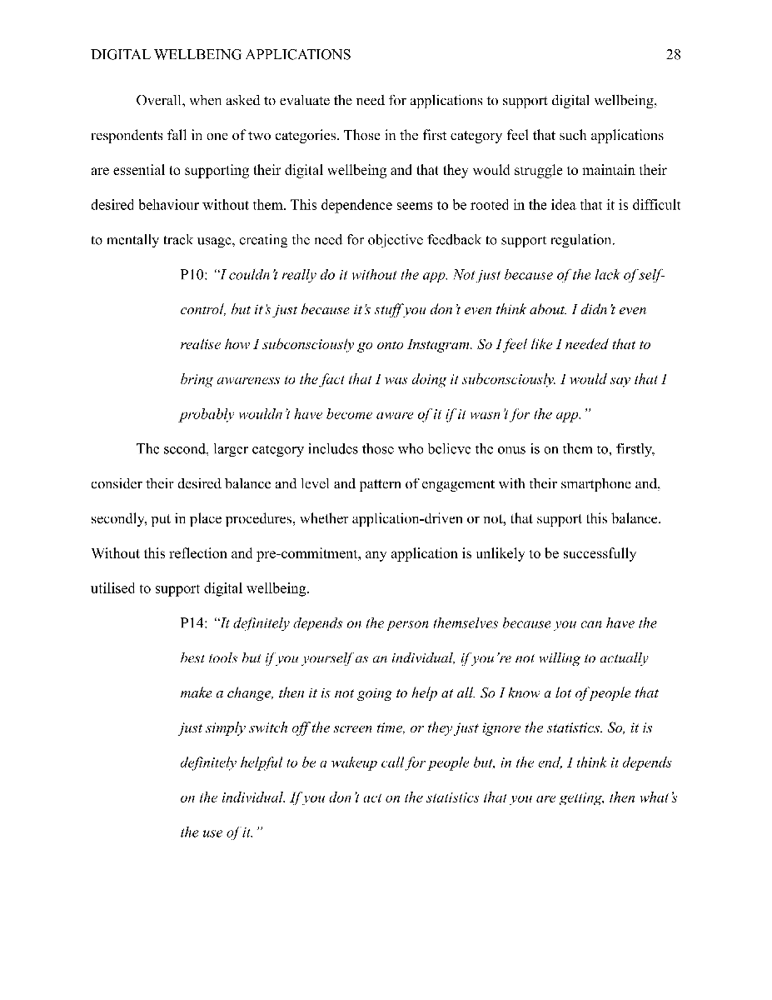 DIGITAL WELLBEING APPLICATIONS 28
Overall, when asked to evaluate the need for applications to support digital wellbeing,
respondents fall in one of two categories. Those in the first category feel that such applications
are essential to supporting their digital wellbeing and that they would struggle to maintain their
desired behaviour without them. This dependence seems to be rooted in the idea that it is difficult
to mentally track usage, creating the need for objective feedback to support regulation.
P10: “I couldn’t really do it without the app. Not just because of the lack of self-
control, but it’s just because it’s stuff you don’t even think about. I didn’t even
realise how I subconsciously go onto Instagram. So I feel like I needed that to
bring awareness to the fact that I was doing it subconsciously. I would say that I
probably wouldn’t have become aware of it if it wasn’t for the app.”
The second, larger category includes those who believe the onus is on them to, firstly,
consider their desired balance and level and pattern of engagement with their smartphone and,
secondly, put in place procedures, whether application-driven or not, that support this balance.
Without this reflection and pre-commitment, any application is unlikely to be successfully
utilised to support digital wellbeing.
P14: “It definitely depends on the person themselves because you can have the
best tools but if you yourself as an individual, if you’re not willing to actually
make a change, then it is not going to help at all. So I know a lot of people that
just simply switch off the screen time, or they just ignore the statistics. So, it is
definitely helpful to be a wakeup call for people but, in the end, I think it depends
on the individual. If you don’t act on the statistics that you are getting, then what’s
the use of it.”